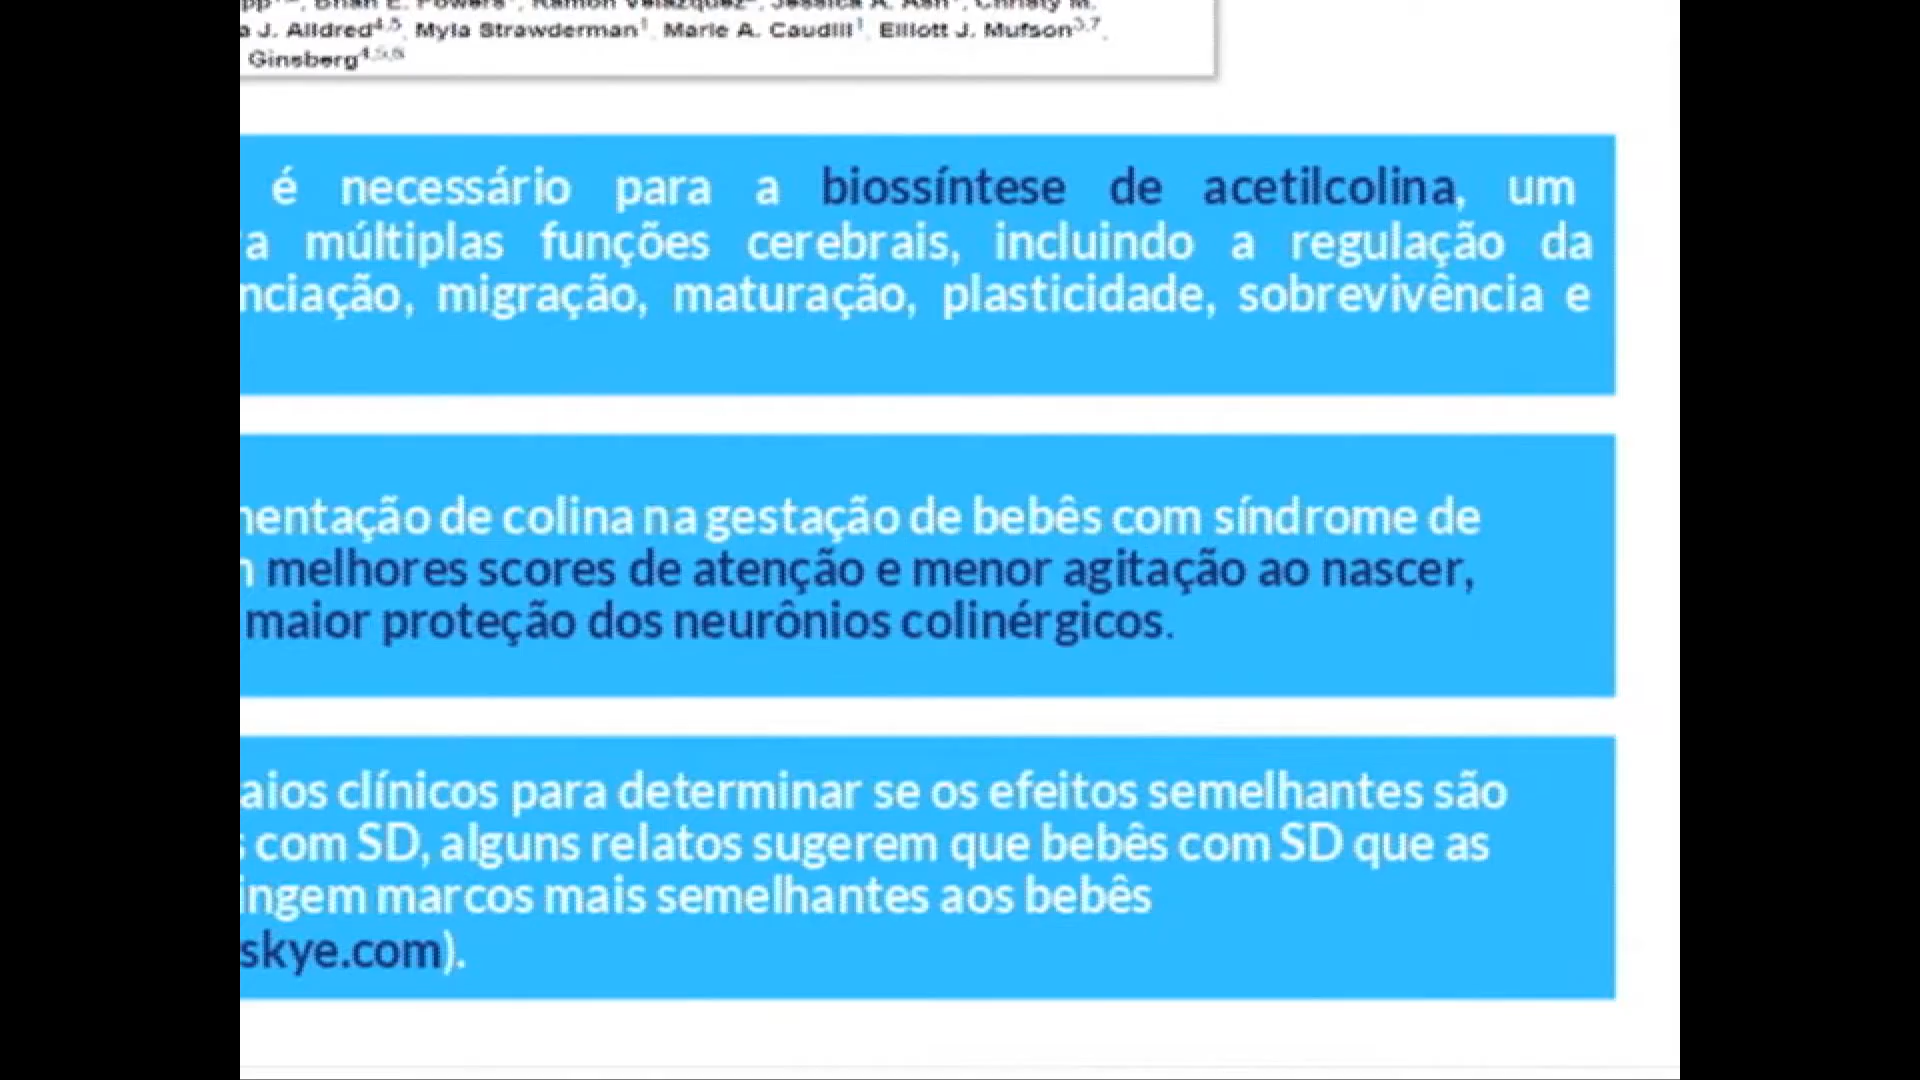 J. Alldred4,5, Myla Strawderman1, Marie A. Caudill1, Elliott J. Mufson3,7,
Ginsberg4,5,8
é necessário para a biossíntese de acetilcolina, um
a múltiplas funções cerebrais, incluindo a regulação da
nciação, migração, maturação, plasticidade, sobrevivência e
entação de colina na gestação de bebês com síndrome de
melhores scores de atenção e menor agitação ao nascer,
maior proteção dos neurônios colinérgicos.
aios clínicos para determinar se os efeitos semelhantes são
com SD, alguns relatos sugerem que bebês com SD que as
ingem marcos mais semelhantes aos bebês
skye.com).